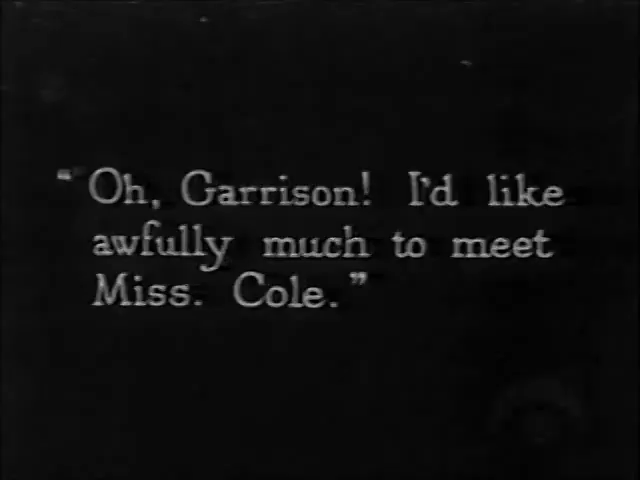 “Oh, Garrison! I'd like
awfully much to meet
Miss. Cole.”